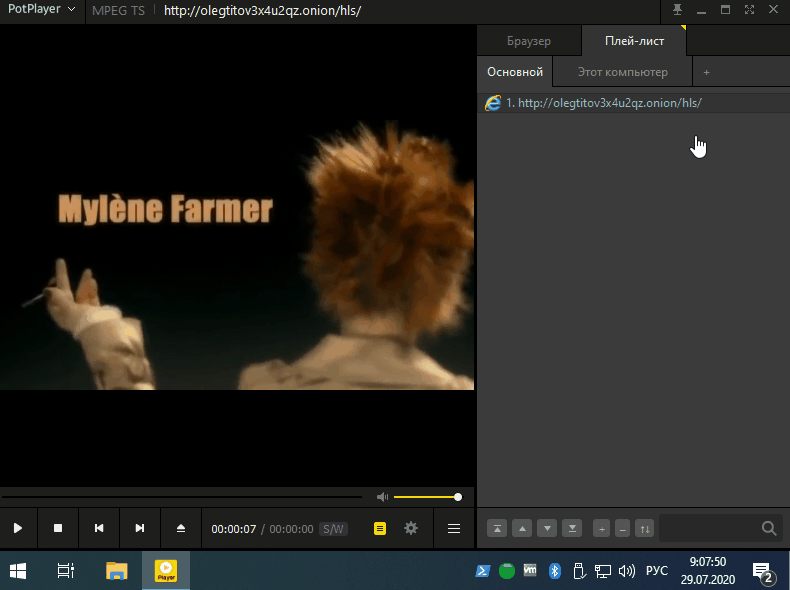 PotPlayer MPEG TS http://olegtitov3x4u2qz.onion/hls/
Браузер Плей-лист
Основной Этот компьютер +
1. http://olegtitov3x4u2qz.onion/hls/
Mylène Farmer
00:00:07 / 00:00:00 S/W
Player
vm
РУС
9:07:50
29.07.2020
2